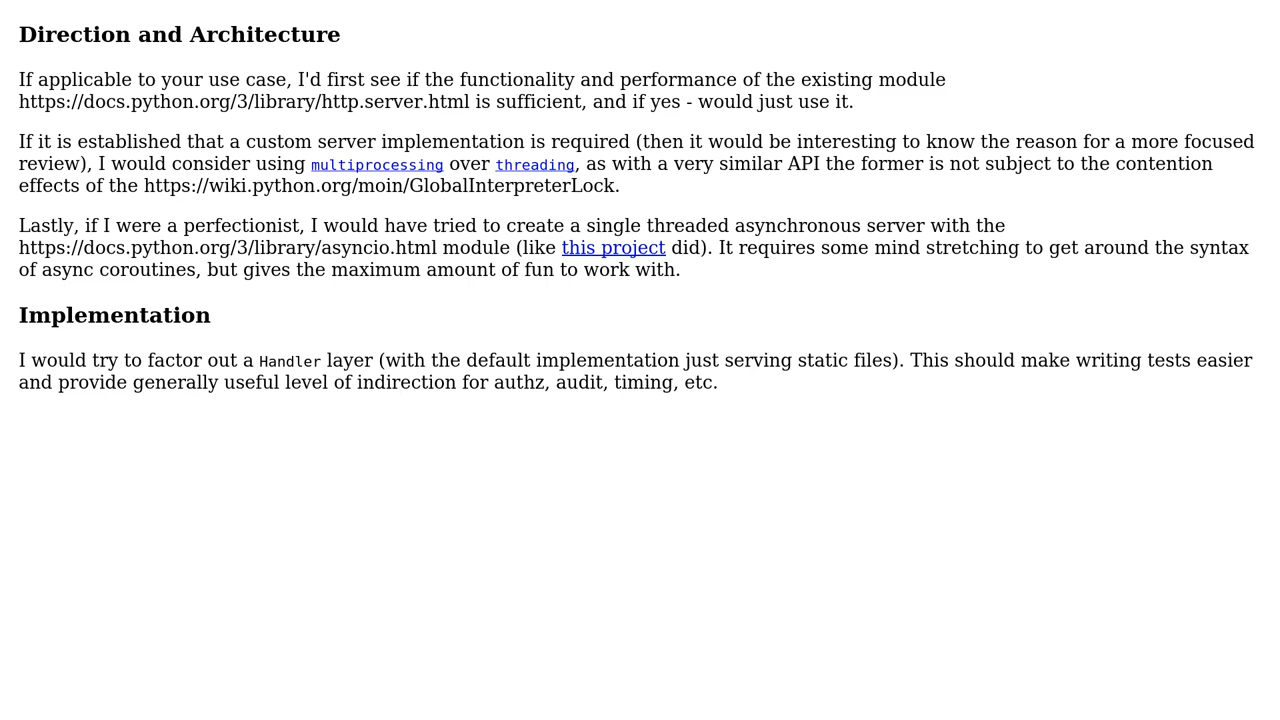 Direction and Architecture
If applicable to your use case, I'd first see if the functionality and performance of the existing module
https://docs.python.org/3/library/http.server.html is sufficient, and if yes - would just use it.
If it is established that a custom server implementation is required (then it would be interesting to know the reason for a more focused
review), I would consider using multiprocessing over threading, as with a very similar API the former is not subject to the contention
effects of the https://wiki.python.org/moin/GlobalInterpreterLock.
Lastly, if I were a perfectionist, I would have tried to create a single threaded asynchronous server with the
https://docs.python.org/3/library/asyncio.html module (like this project did). It requires some mind stretching to get around the syntax
of async coroutines, but gives the maximum amount of fun to work with.
Implementation
I would try to factor out a Handler layer (with the default implementation just serving static files). This should make writing tests easier
and provide generally useful level of indirection for authz, audit, timing, etc.